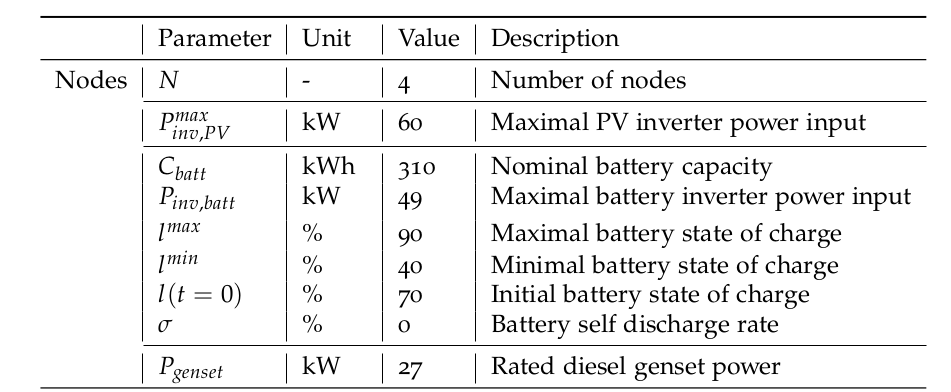 Parameter Unit Value Description
Nodes N - 4 Number of nodes
P_{inv,PV}^{max} kW 60 Maximal PV inverter power input
C_{batt} kWh 310 Nominal battery capacity
P_{inv,batt} kW 49 Maximal battery inverter power input
l^{max} % 90 Maximal battery state of charge
l^{min} % 40 Minimal battery state of charge
l(t = 0) % 70 Initial battery state of charge
σ % 0 Battery self discharge rate
P_{genset} kW 27 Rated diesel genset power